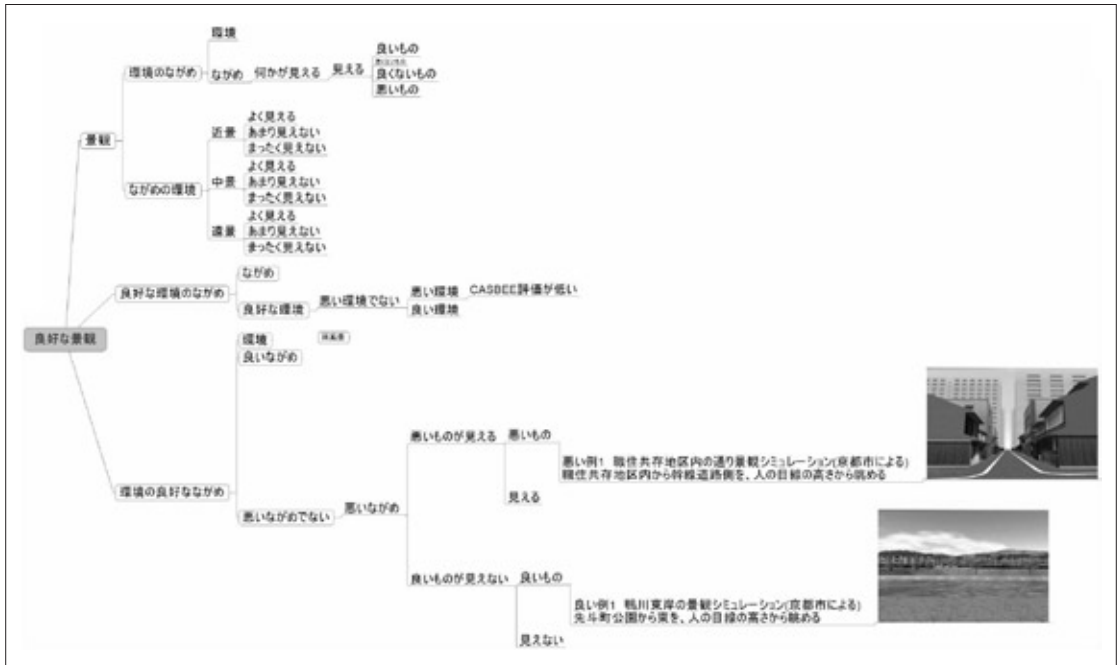 良好な景観
景観
環境のながめ
環境
ながめ
何かが見える
見える
良いもの
良くないもの
悪いもの
ながめの環境
近景
よく見える
あまり見えない
まったく見えない
中景
よく見える
あまり見えない
まったく見えない
遠景
よく見える
あまり見えない
まったく見えない
良好な環境のながめ
ながめ
良好な環境
悪い環境でない
悪い環境
CASBEE評価が低い
良い環境
環境の良好なながめ
環境
良いながめ
悪いながめでない
悪いながめ
悪いものが見える
悪いもの
悪い例1 職住共存地区内の通り景観シミュレーション(京都市による)
職住共存地区内から幹線道路側を、人の目線の高さから眺める
見える
良いものが見えない
良いもの
良い例1 鴨川東岸の景観シミュレーション(京都市による)
先斗町公園から東を、人の目線の高さから眺める
見えない